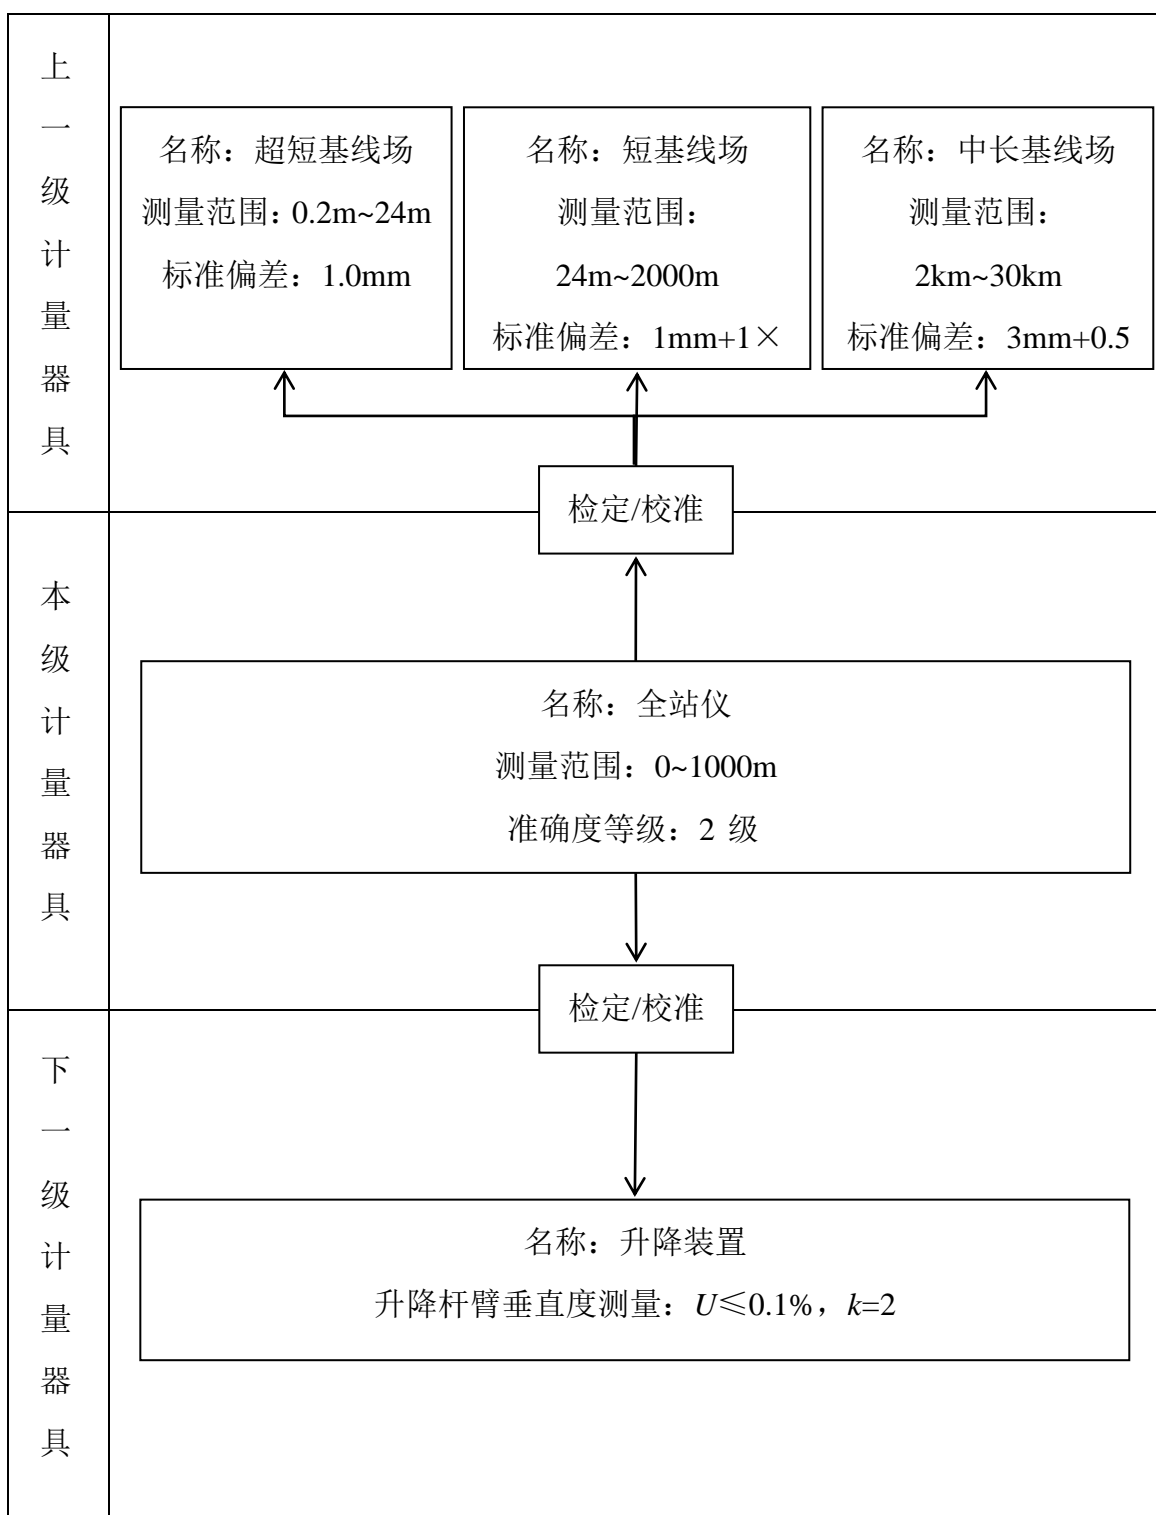 上一级计量器具
名称：超短基线场
测量范围：0.2m~24m
标准偏差：1.0mm
名称：短基线场
测量范围：
24m~2000m
标准偏差：1mm+1×
名称：中长基线场
测量范围：
2km~30km
标准偏差：3mm+0.5
检定/校准
本级计量器具
名称：全站仪
测量范围：0~1000m
准确度等级：2 级
检定/校准
下一级计量器具
名称：升降装置
升降杆臂垂直度测量：U≤0.1%，k=2